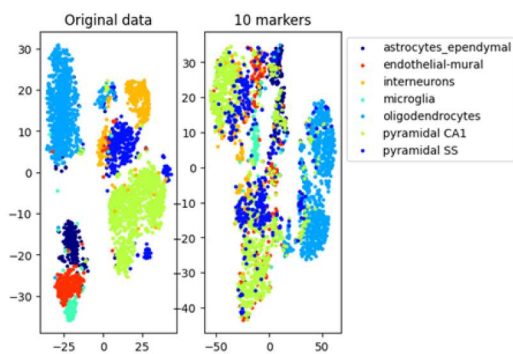 Original data
10 markers
30
20
10
0
−10
−20
−30
−25
0
25
30
20
10
0
−10
−20
−30
−40
−50
0
50
astrocytes_ependymal
endothelial-mural
interneurons
microglia
oligodendrocytes
pyramidal CA1
pyramidal SS